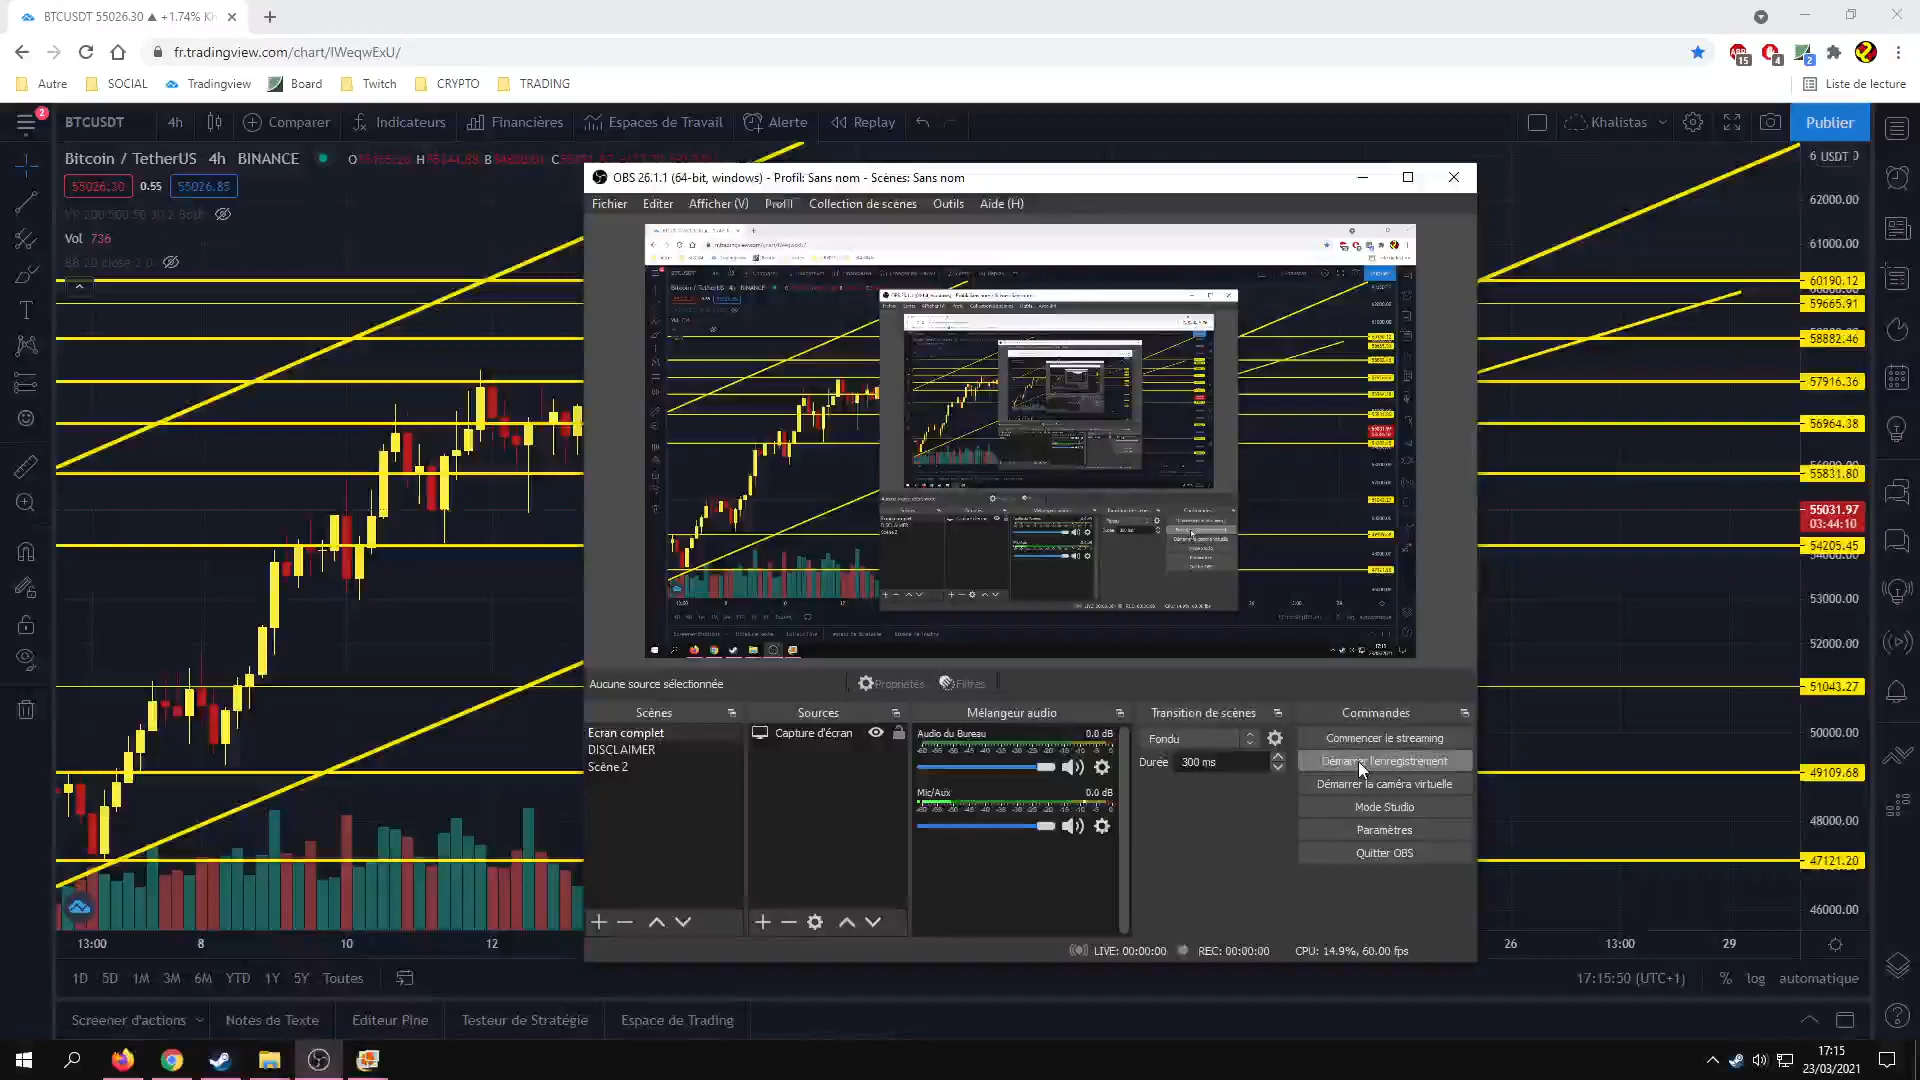 BTCUSDT 55026.30 ▲ +1.74% Kh
fr.tradingview.com/chart/IWeqwExU/
15
4
2
Autre
SOCIAL
Tradingview
Board
Twitch
CRYPTO
TRADING
Liste de lecture
2
BTCUSDT
4h
Comparer
Indicateurs
Financières
Espaces de Travail
Alerte
Replay
Khalistas
Publier
Bitcoin / TetherUS 4h BINANCE
55026.30
0.55
55026.85
Vol 736
BB 20 close 2 0
USDT
62000.00
61000.00
60190.12
59665.91
58882.46
57916.36
56964.38
55831.80
55031.97
03:44:10
54205.45
53000.00
52000.00
51043.27
50000.00
49109.68
48000.00
47121.20
46000.00
OBS 26.1.1 (64-bit, windows) - Profil: Sans nom - Scènes: Sans nom
Fichier
Editer
Afficher (V)
Profil
Collection de scènes
Outils
Aide (H)
Aucune source sélectionnée
Propriétés
Filtres
Scènes
Sources
Mélangeur audio
Transition de scènes
Commandes
Ecran complet
DISCLAIMER
Scène 2
Capture d'écran
Audio du Bureau
0.0 dB
Mic/Aux
0.0 dB
Fondu
Durée
300 ms
Commencer le streaming
Démarrer l'enregistrement
Démarrer la caméra virtuelle
Mode Studio
Paramètres
Quitter OBS
LIVE: 00:00:00
REC: 00:00:00
CPU: 14.9%, 60.00 fps
13:00
8
10
12
26
13:00
29
1D
5D
1M
3M
6M
YTD
1Y
5Y
Toutes
17:15:50 (UTC+1)
%
log
automatique
Screener d'actions
Notes de Texte
Editeur Pine
Testeur de Stratégie
Espace de Trading
17:15
23/03/2021